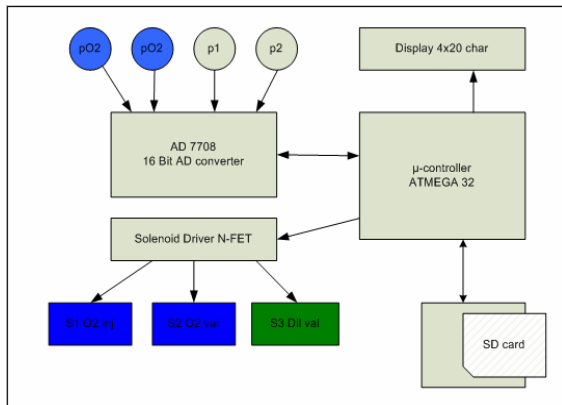 pO2 pO2 p1 p2
Display 4x20 char
AD 7708
16 Bit AD converter
µ-controller
ATMEGA 32
Solenoid Driver N-FET
S1 O2 inj
S2 O2 var
S3 Dil val
SD card